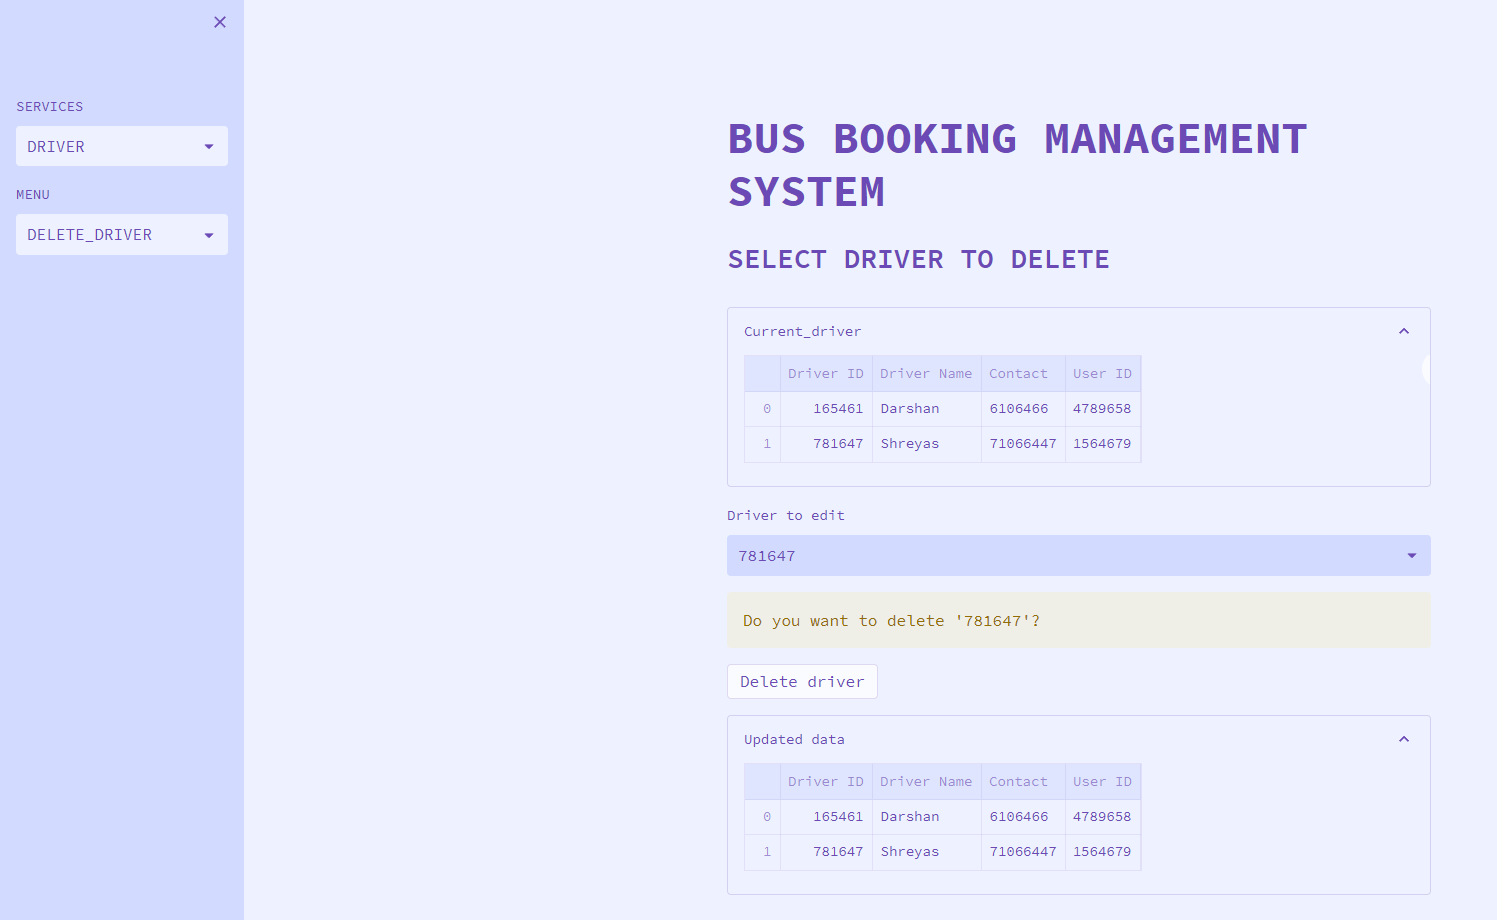 SERVICES
DRIVER
MENU
DELETE_DRIVER
BUS BOOKING MANAGEMENT
SYSTEM
SELECT DRIVER TO DELETE
Current_driver
Driver ID Driver Name Contact User ID
0 165461 Darshan 6106466 4789658
1 781647 Shreyas 71066447 1564679
Driver to edit
781647
Do you want to delete '781647'?
Delete driver
Updated data
Driver ID Driver Name Contact User ID
0 165461 Darshan 6106466 4789658
1 781647 Shreyas 71066447 1564679